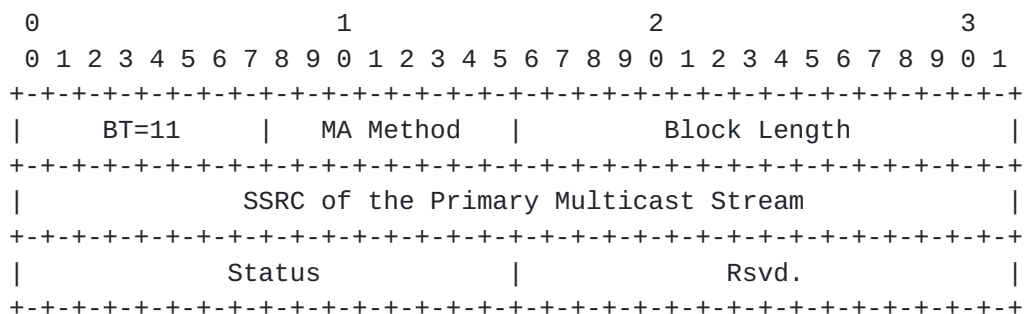 0                   1                   2                   3
 0 1 2 3 4 5 6 7 8 9 0 1 2 3 4 5 6 7 8 9 0 1 2 3 4 5 6 7 8 9 0 1
+-+-+-+-+-+-+-+-+-+-+-+-+-+-+-+-+-+-+-+-+-+-+-+-+-+-+-+-+-+-+-+-+
|     BT=11     |   MA Method   |         Block Length          |
+-+-+-+-+-+-+-+-+-+-+-+-+-+-+-+-+-+-+-+-+-+-+-+-+-+-+-+-+-+-+-+-+
|              SSRC of the Primary Multicast Stream             |
+-+-+-+-+-+-+-+-+-+-+-+-+-+-+-+-+-+-+-+-+-+-+-+-+-+-+-+-+-+-+-+-+
|             Status            |             Rsvd.             |
+-+-+-+-+-+-+-+-+-+-+-+-+-+-+-+-+-+-+-+-+-+-+-+-+-+-+-+-+-+-+-+-+